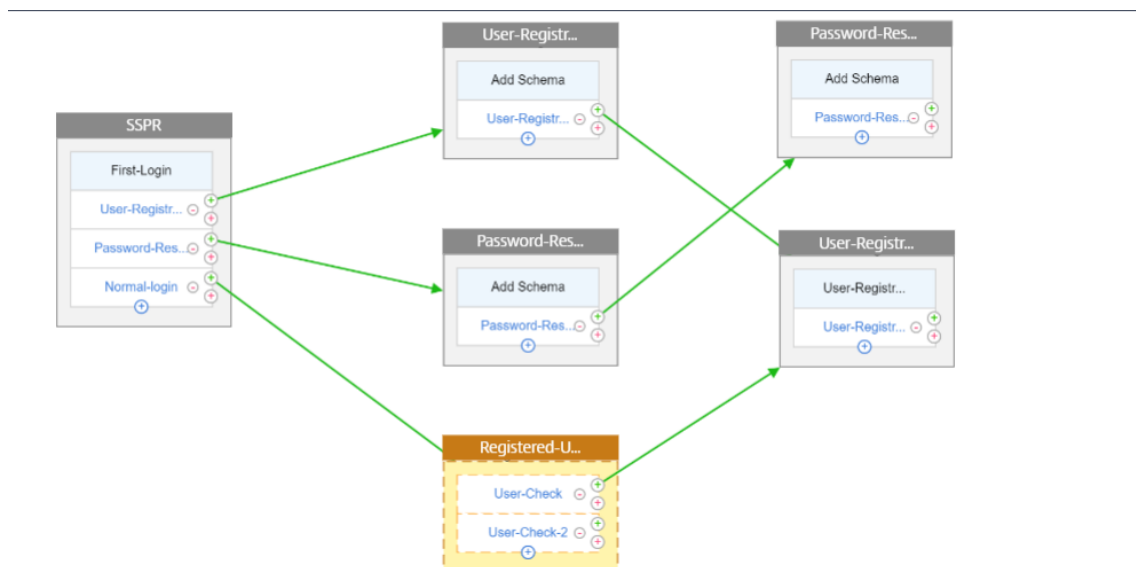 SSPR
First-Login
User-Registr...
Password-Res...
Normal-login
User-Registr...
Add Schema
User-Registr...
Password-Res...
Add Schema
Password-Res...
Registered-U...
User-Check
User-Check-2
Password-Res...
Add Schema
Password-Res...
User-Registr...
User-Registr...
User-Registr...